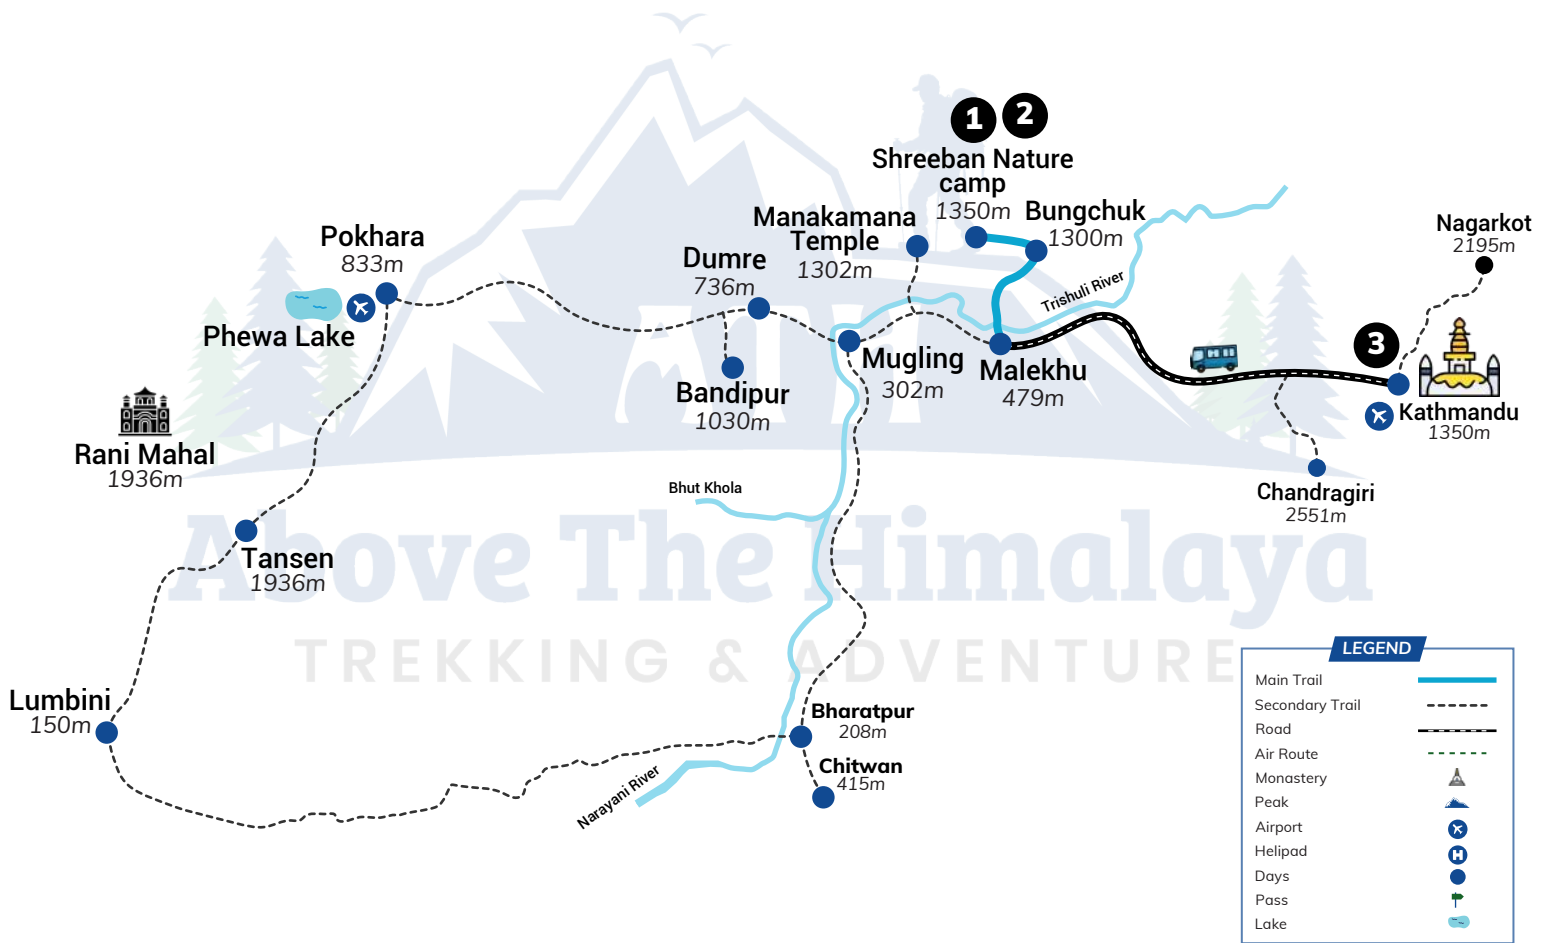 1 2
Shreeban Nature
camp
1350m
Bungchuk
1300m
Manakamana
Temple
1302m
Nagarkot
2195m
Pokhara
833m
Dumre
736m
Trishuli River
Phewa Lake
3
Mugling
302m
Malekhu
479m
Bandipur
1030m
Kathmandu
1350m
Rani Mahal
1936m
Chandragiri
2551m
Bhut Khola
Above The Himalaya
TREKKING & ADVENTURE
Tansen
1936m
Lumbini
150m
Bharatpur
208m
Chitwan
415m
Narayani River
LEGEND
Main Trail
Secondary Trail
Road
Air Route
Monastery
Peak
Airport
Helipad
H
Days
Pass
Lake